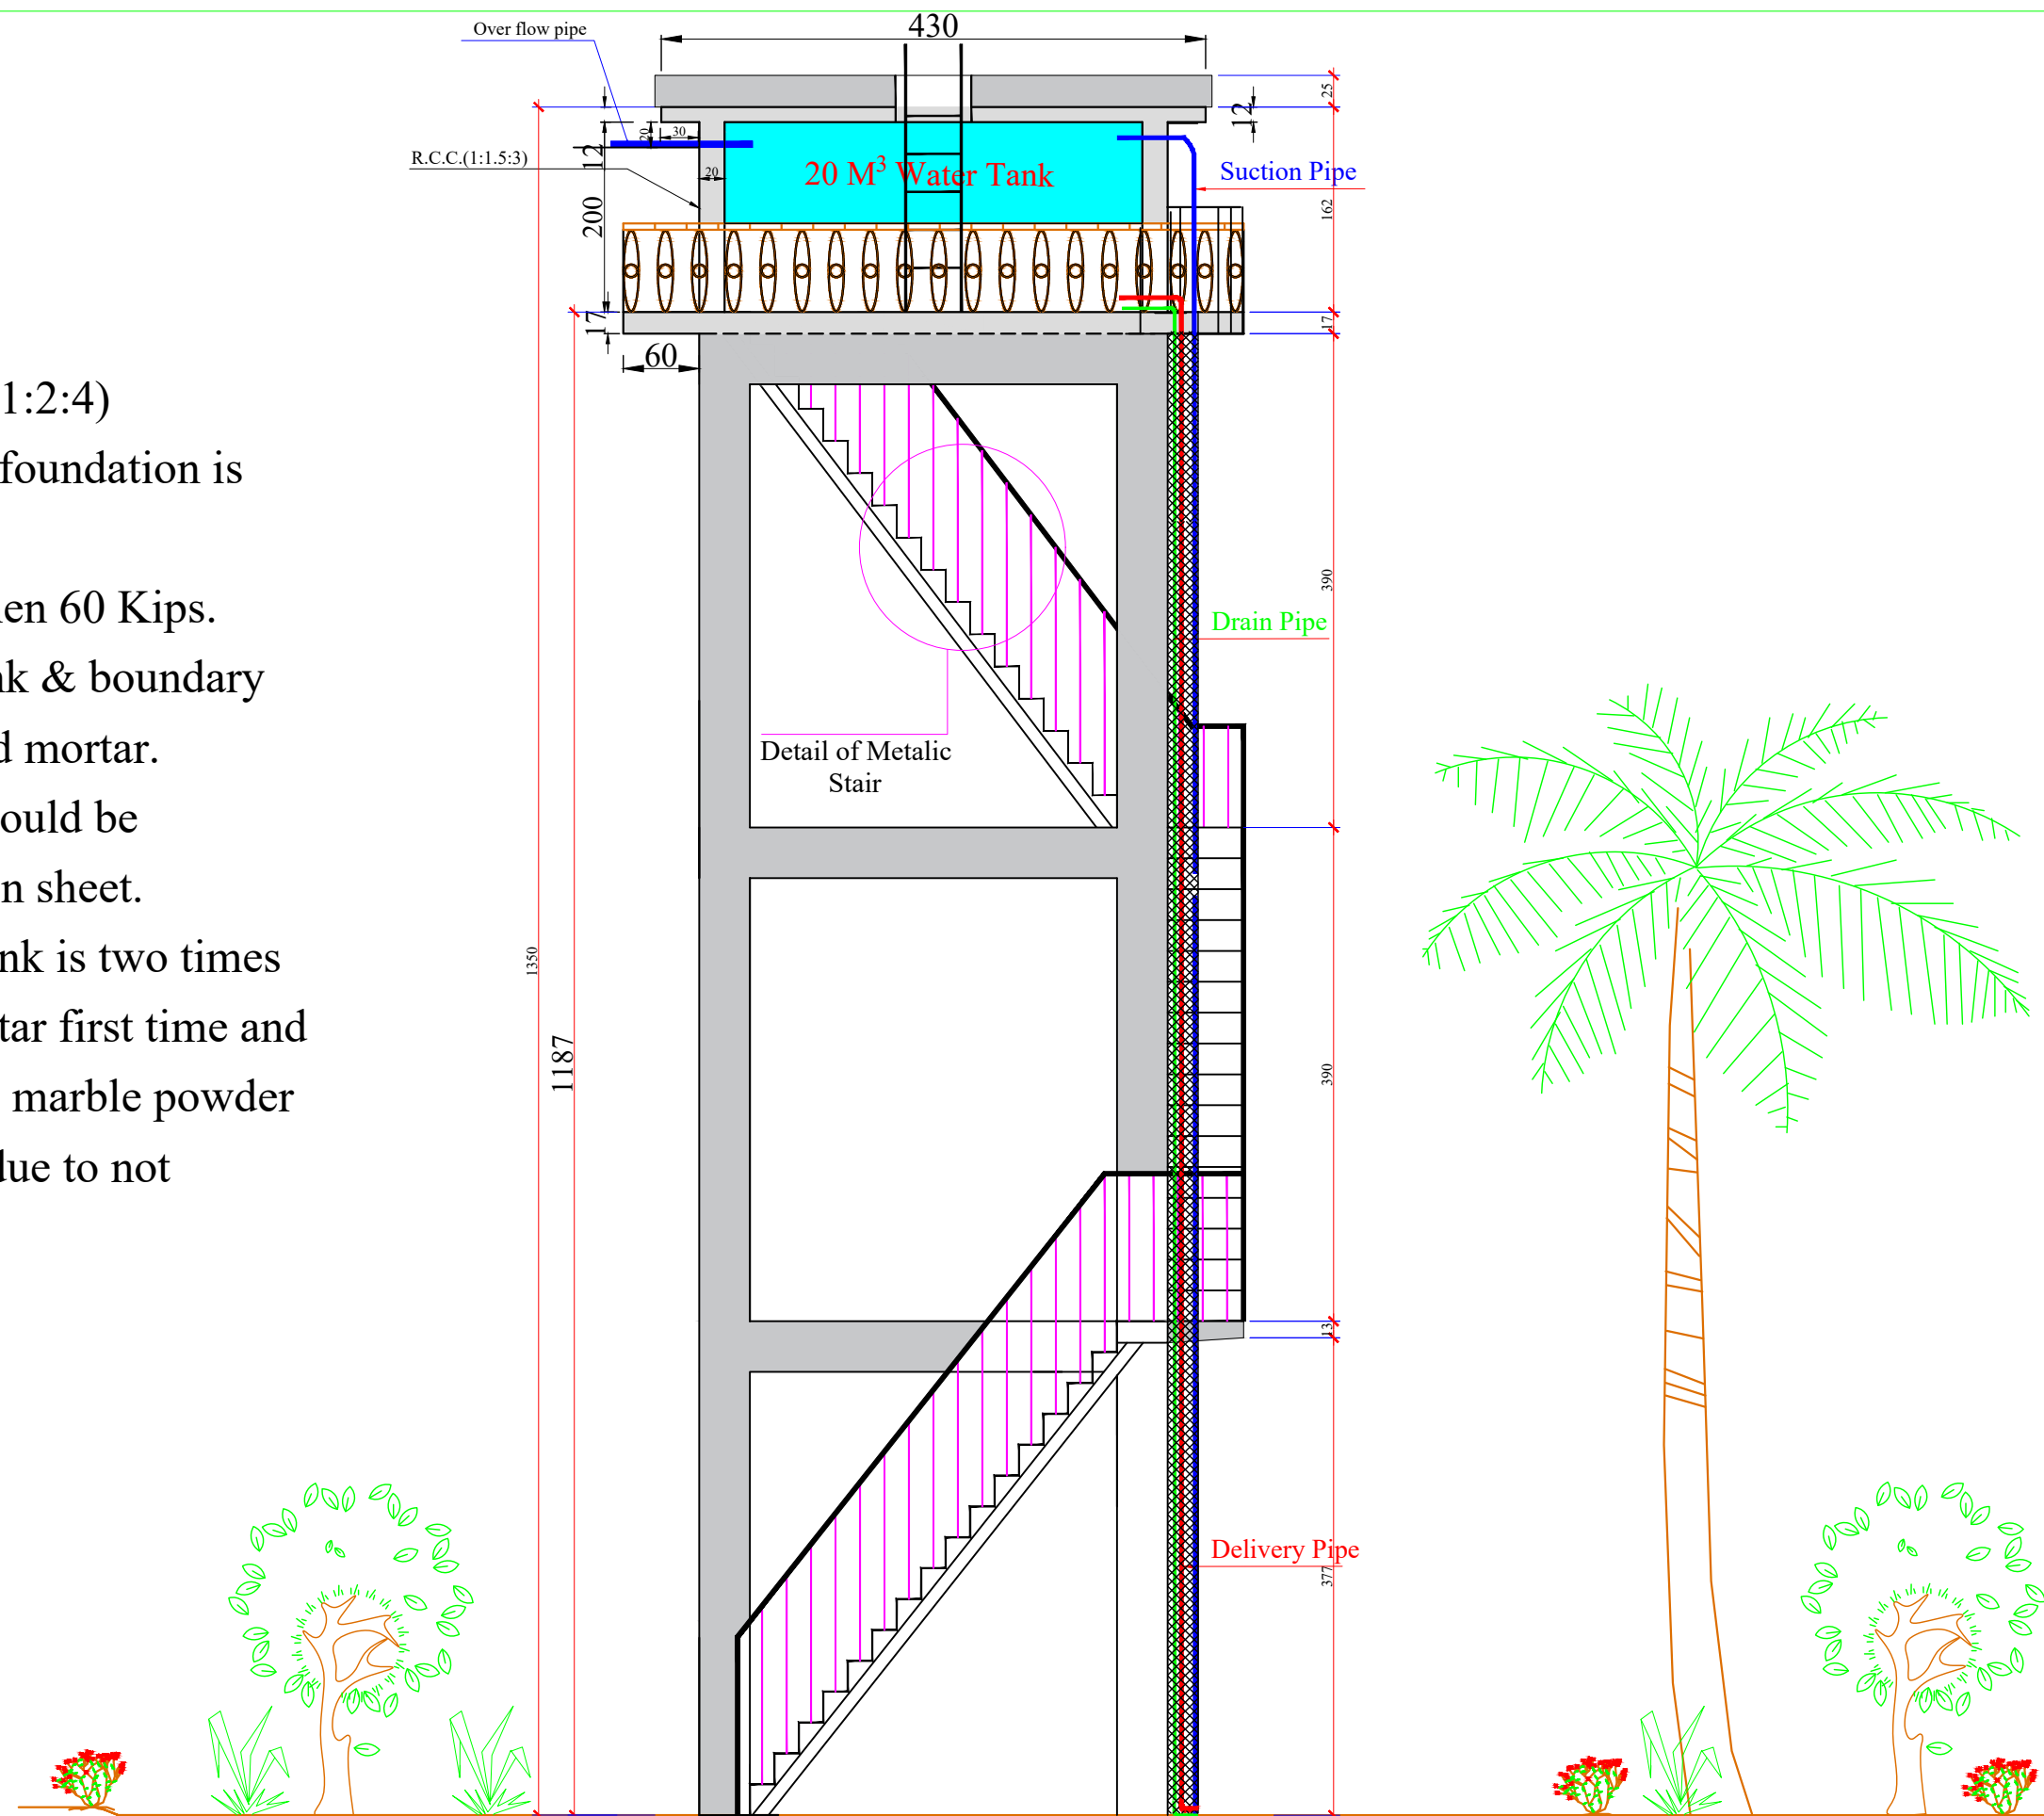 1:2:4)
foundation is
en 60 Kips.
k & boundary
d mortar.
ould be
n sheet.
nk is two times
tar first time and
marble powder
due to not
Over flow pipe
R.C.C.(1:1.5:3)
430
25
12
20
30
12
20
20 M³ Water Tank
Suction Pipe
200
162
17
17
60
390
Drain Pipe
Detail of Metalic
Stair
1350
1187
390
13
Delivery Pipe
377